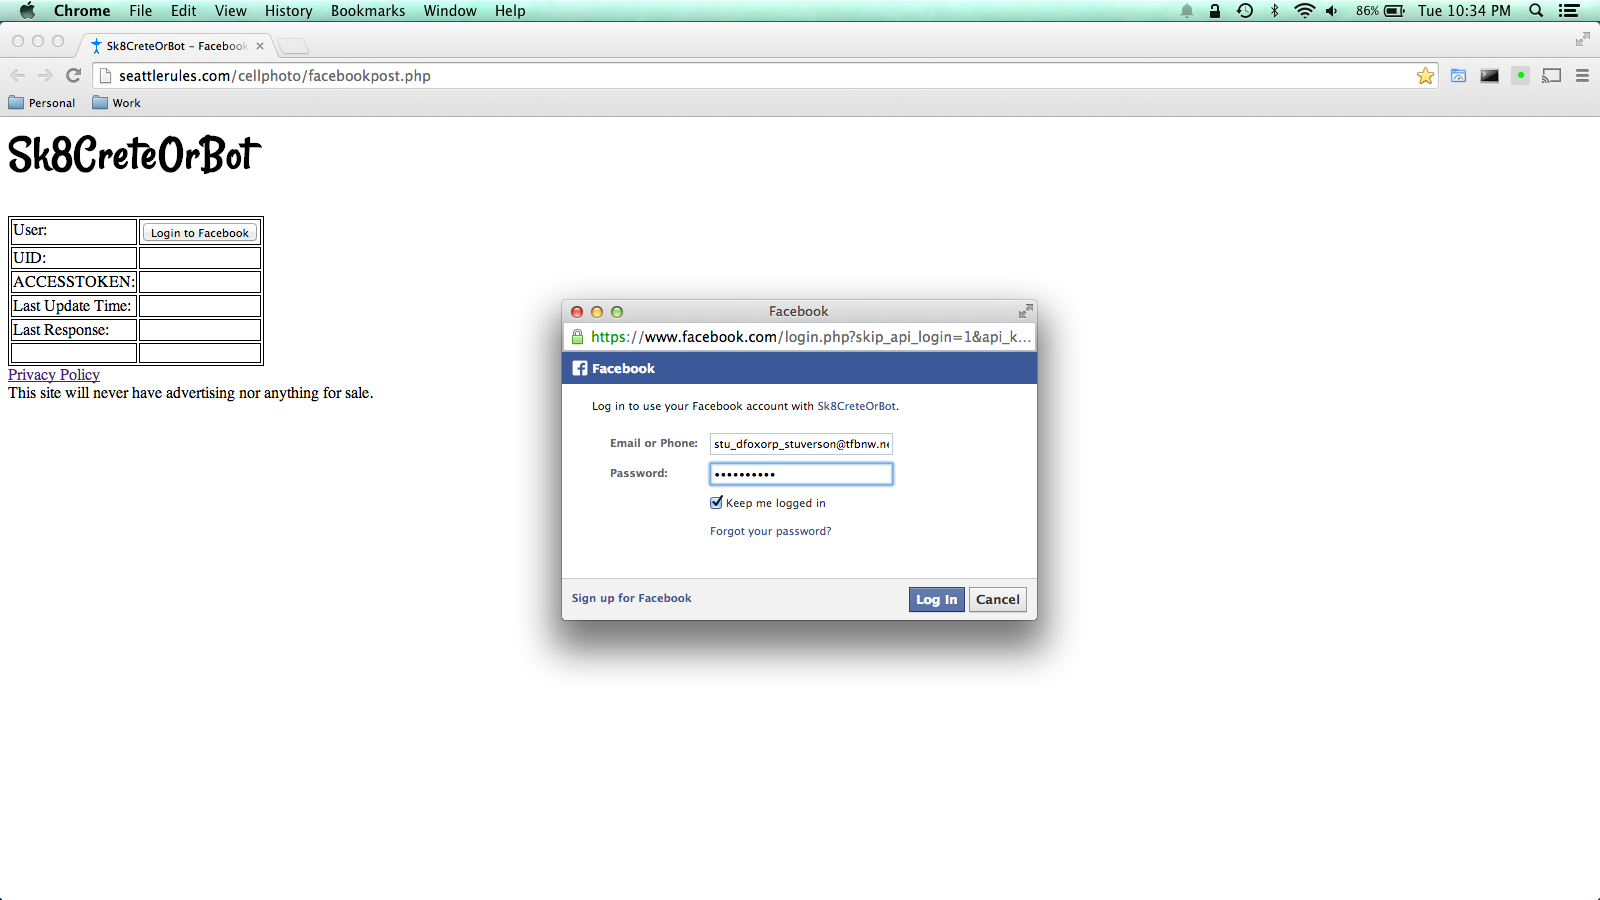 Chrome File Edit View History Bookmarks Window Help 86% Tue 10:34 PM
Sk8CreteOrBot – Facebook
seattlerules.com/cellphoto/facebookpost.php
Personal Work
Sk8CreteOrBot
User: Login to Facebook
UID:
ACCESSTOKEN:
Last Update Time:
Last Response:
Privacy Policy
This site will never have advertising nor anything for sale.
Facebook
https://www.facebook.com/login.php?skip_api_login=1&api_k...
Facebook
Log in to use your Facebook account with Sk8CreteOrBot.
Email or Phone: stu_dfoxorp_stuverson@tfbnw.ne
Password: ••••••••••
Keep me logged in
Forgot your password?
Sign up for Facebook Log In Cancel